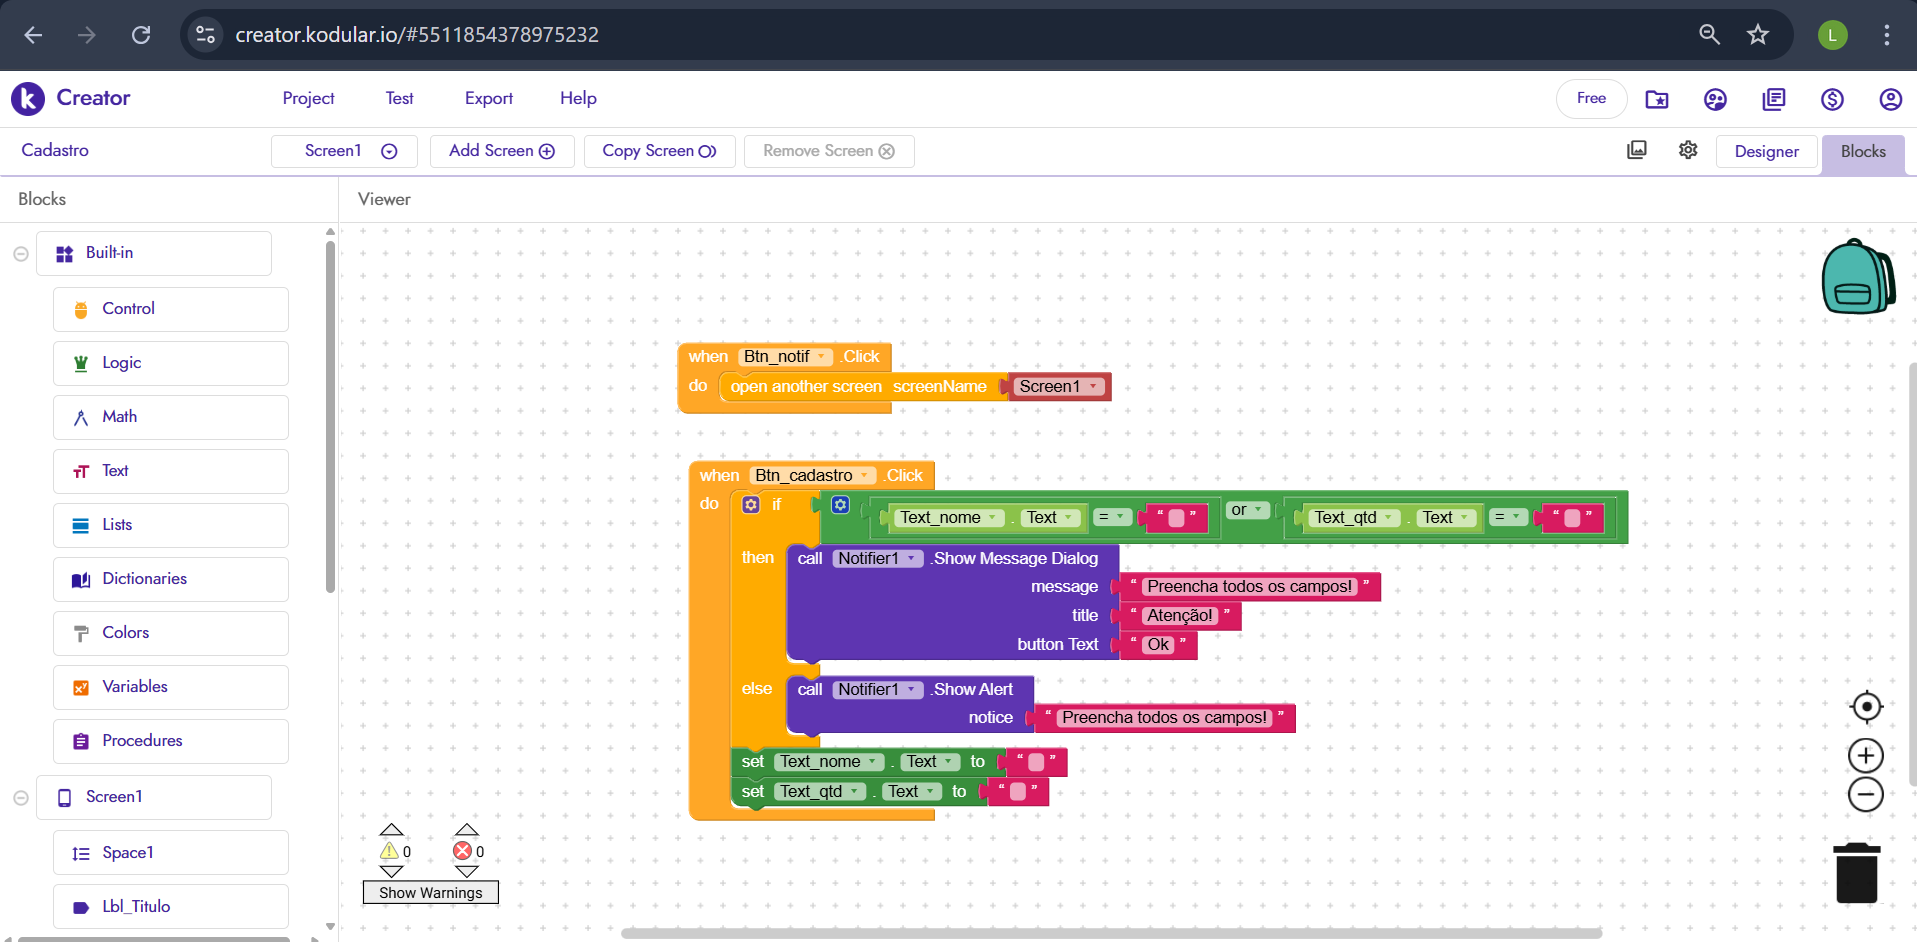 creator.kodular.io/#5511854378975232
L
k Creator Project Test Export Help Free
Cadastro Screen1 Add Screen Copy Screen Remove Screen Designer Blocks
Blocks Viewer
Built-in
Control
Logic
Math
Text
Lists
Dictionaries
Colors
Variables
Procedures
Screen1
Space1
Lbl_Titulo
when Btn_notif .Click
do open another screen screenName Screen1
when Btn_cadastro .Click
do if Text_nome . Text = “ ” or Text_qtd . Text = “ ”
then call Notifier1 .Show Message Dialog
message “ Preencha todos os campos! ”
title “ Atenção! ”
button Text “ Ok ”
else call Notifier1 .Show Alert
notice “ Preencha todos os campos! ”
set Text_nome . Text to “ ”
set Text_qtd . Text to “ ”
0 0
Show Warnings